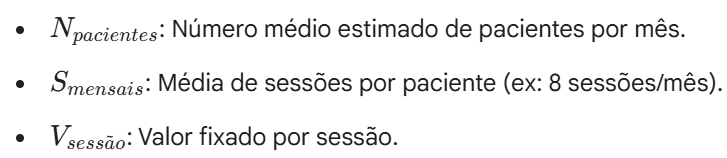 • N_pacientes: Número médio estimado de pacientes por mês.
• S_mensais: Média de sessões por paciente (ex: 8 sessões/mês).
• V_sessão: Valor fixado por sessão.